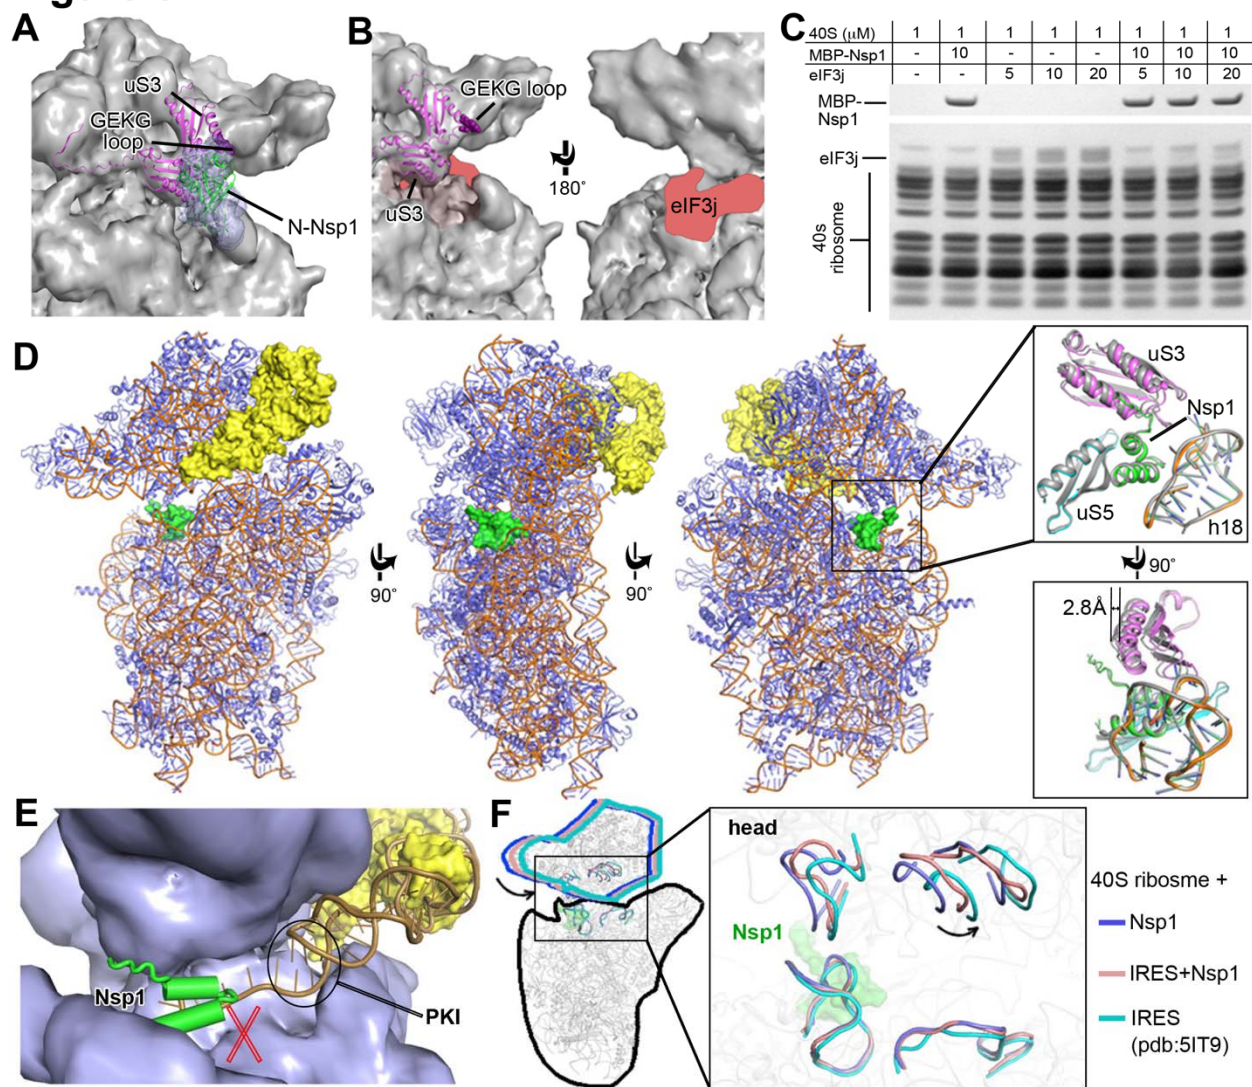 A
uS3
GEKG
loop
N-Nsp1
B
GEKG loop
uS3
180°
eIF3j
C
40S (μM) 1 1 1 1 1 1 1 1
MBP-Nsp1 - 10 - - - 10 10 10
eIF3j - - 5 10 20 5 10 20
MBP-
Nsp1
eIF3j
40s
ribosome
D
90°
90°
uS3
Nsp1
uS5
h18
90°
2.8Å
E
Nsp1
PKI
F
head
Nsp1
40S ribosme +
Nsp1
IRES+Nsp1
IRES
(pdb:5IT9)